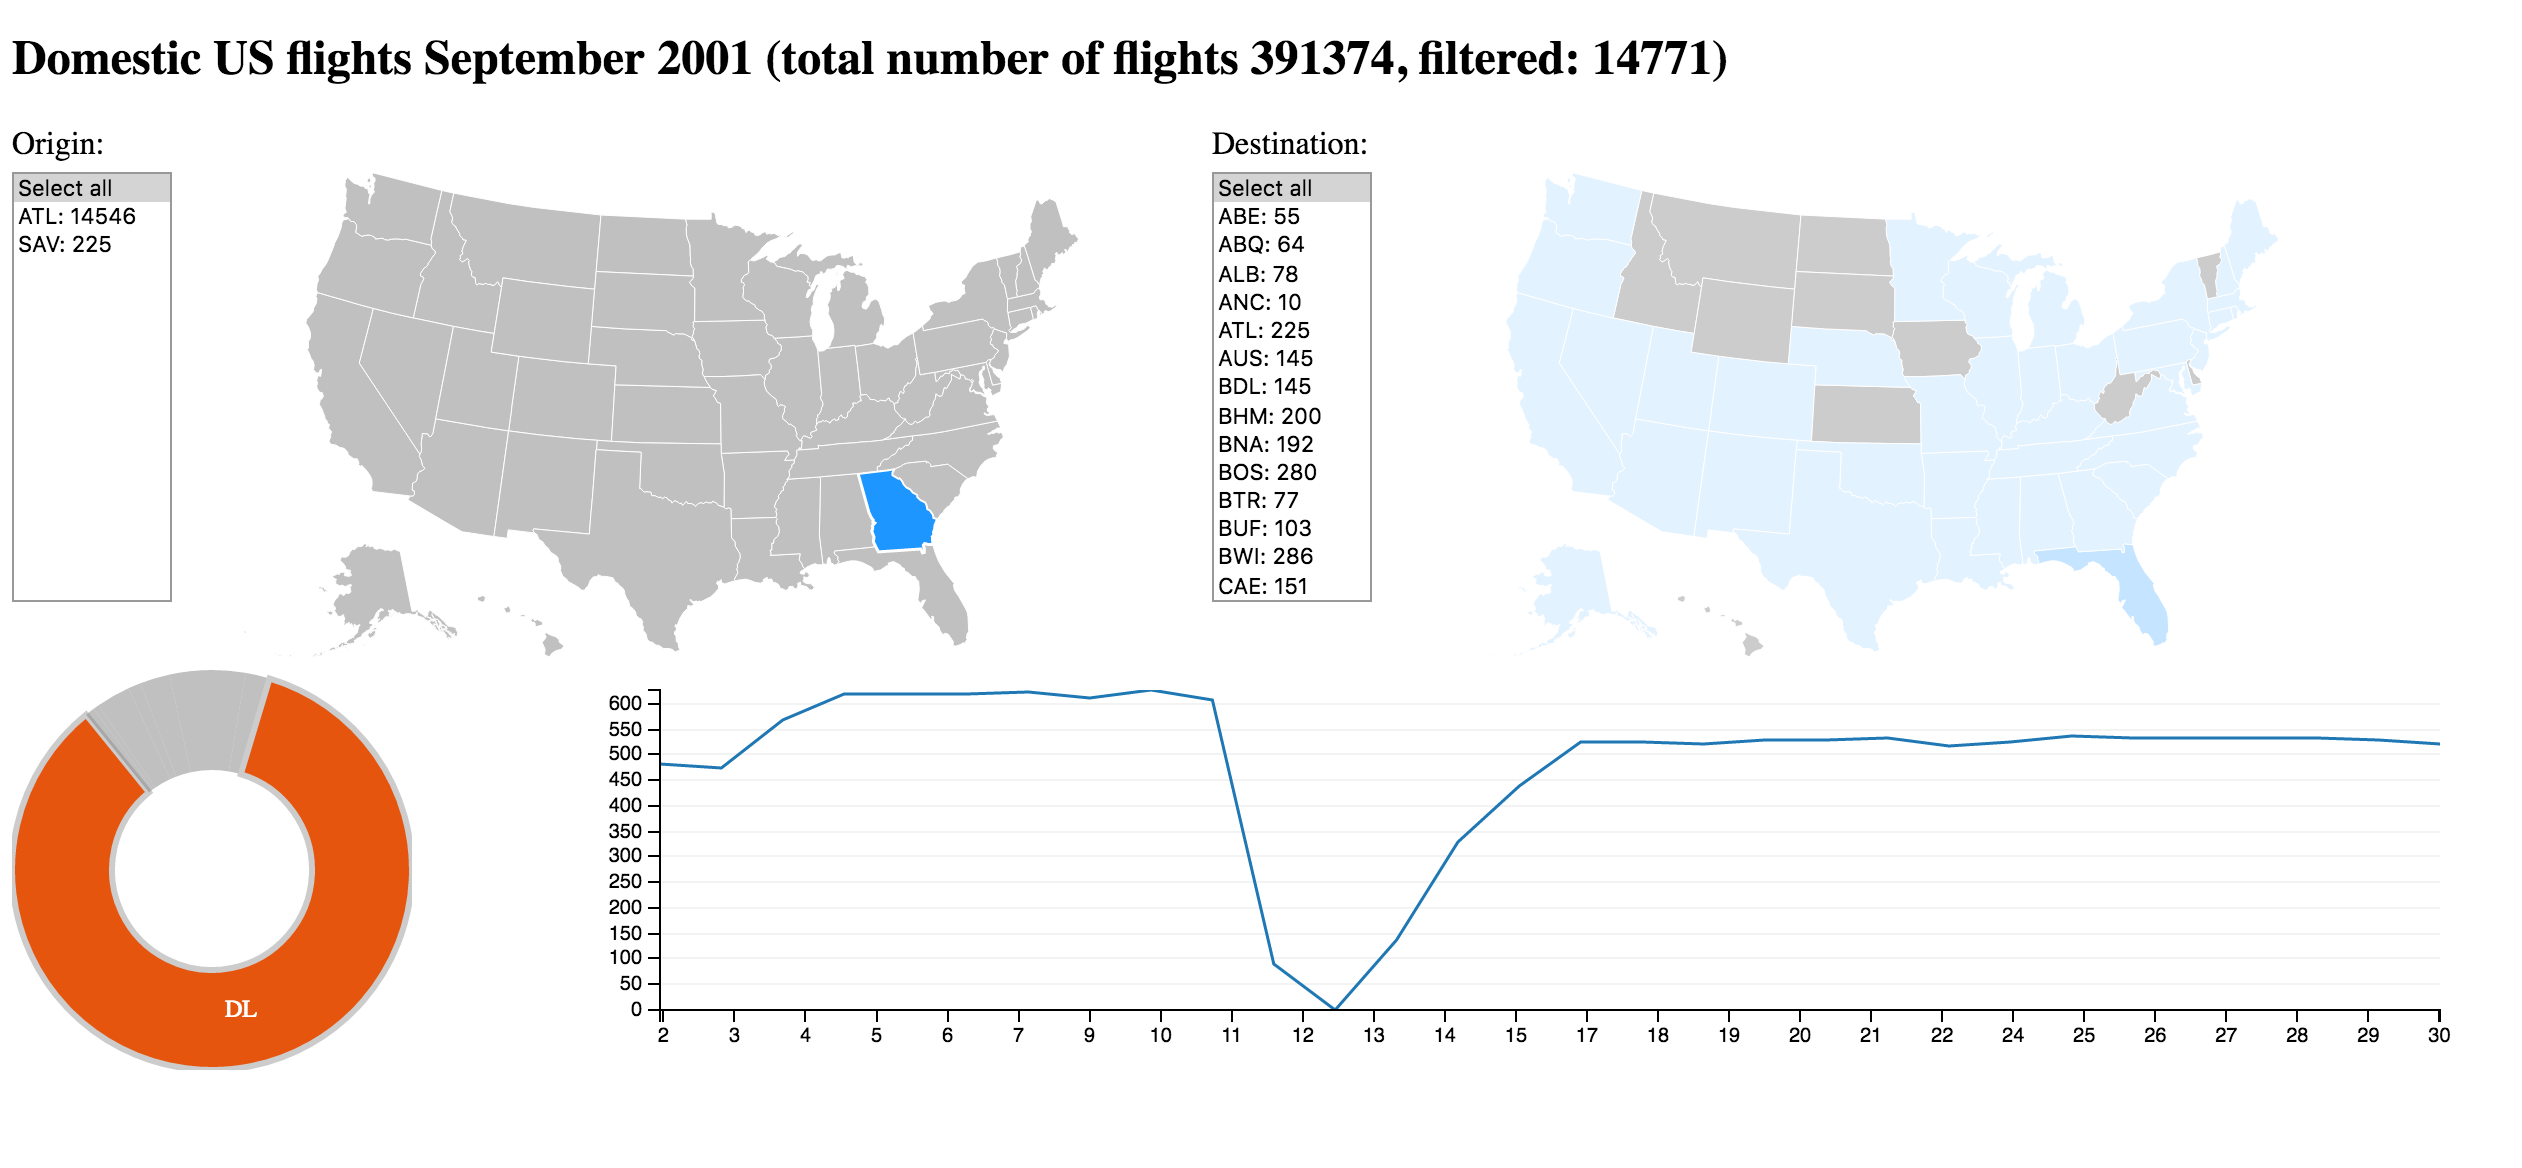 Domestic US flights September 2001 (total number of flights 391374, filtered: 14771)
Origin:
Select all
ATL: 14546
SAV: 225
Destination:
Select all
ABE: 55
ABQ: 64
ALB: 78
ANC: 10
ATL: 225
AUS: 145
BDL: 145
BHM: 200
BNA: 192
BOS: 280
BTR: 77
BUF: 103
BWI: 286
CAE: 151
DL
600
550
500
450
400
350
300
250
200
150
100
50
0
2 3 4 5 6 7 9 10 11 12 13 14 15 17 18 19 20 21 22 24 25 26 27 28 29 30